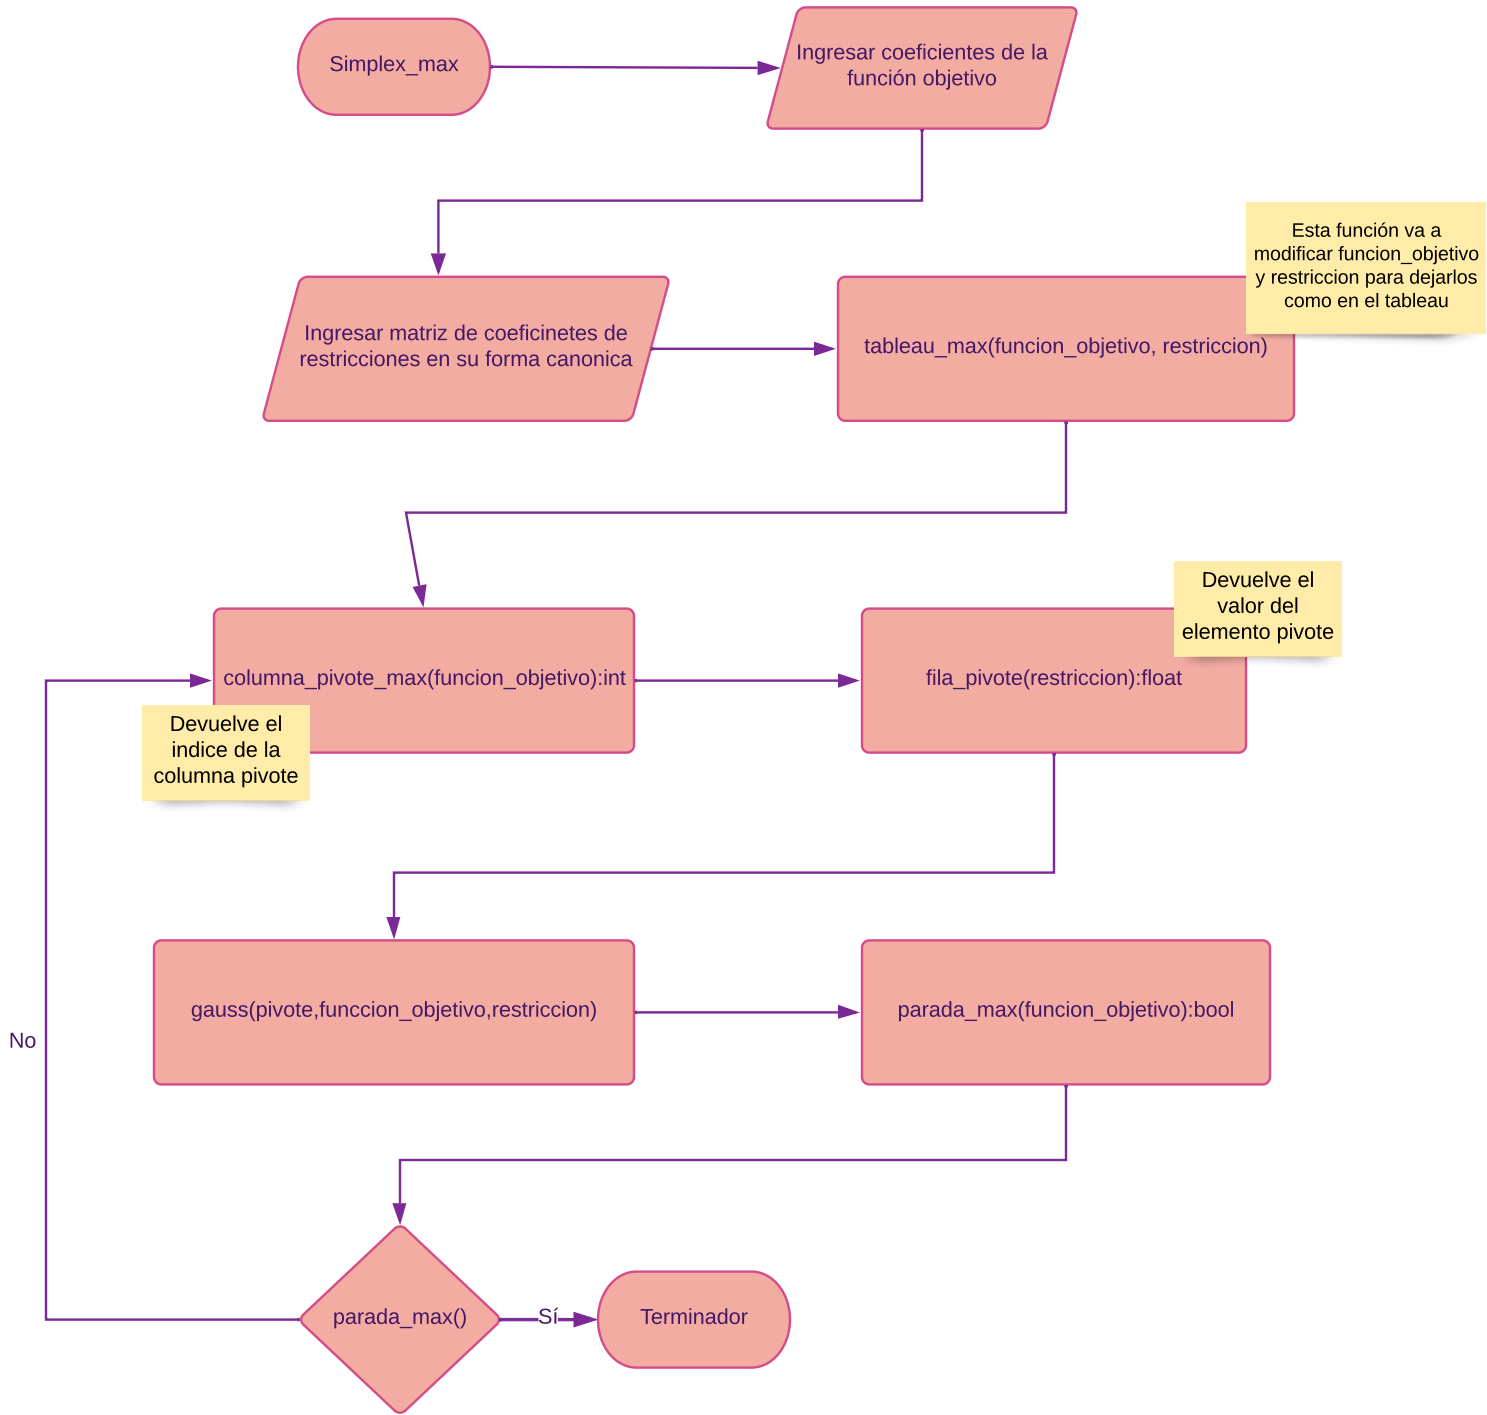 Simplex_max
Ingresar coeficientes de la
función objetivo
Esta función va a
modificar funcion_objetivo
y restriccion para dejarlos
como en el tableau
Ingresar matriz de coeficinetes de
restricciones en su forma canonica
tableau_max(funcion_objetivo, restriccion)
Devuelve el
valor del
elemento pivote
columna_pivote_max(funcion_objetivo):int
fila_pivote(restriccion):float
Devuelve el
indice de la
columna pivote
gauss(pivote,funccion_objetivo,restriccion)
parada_max(funcion_objetivo):bool
No
parada_max()
Sí
Terminador